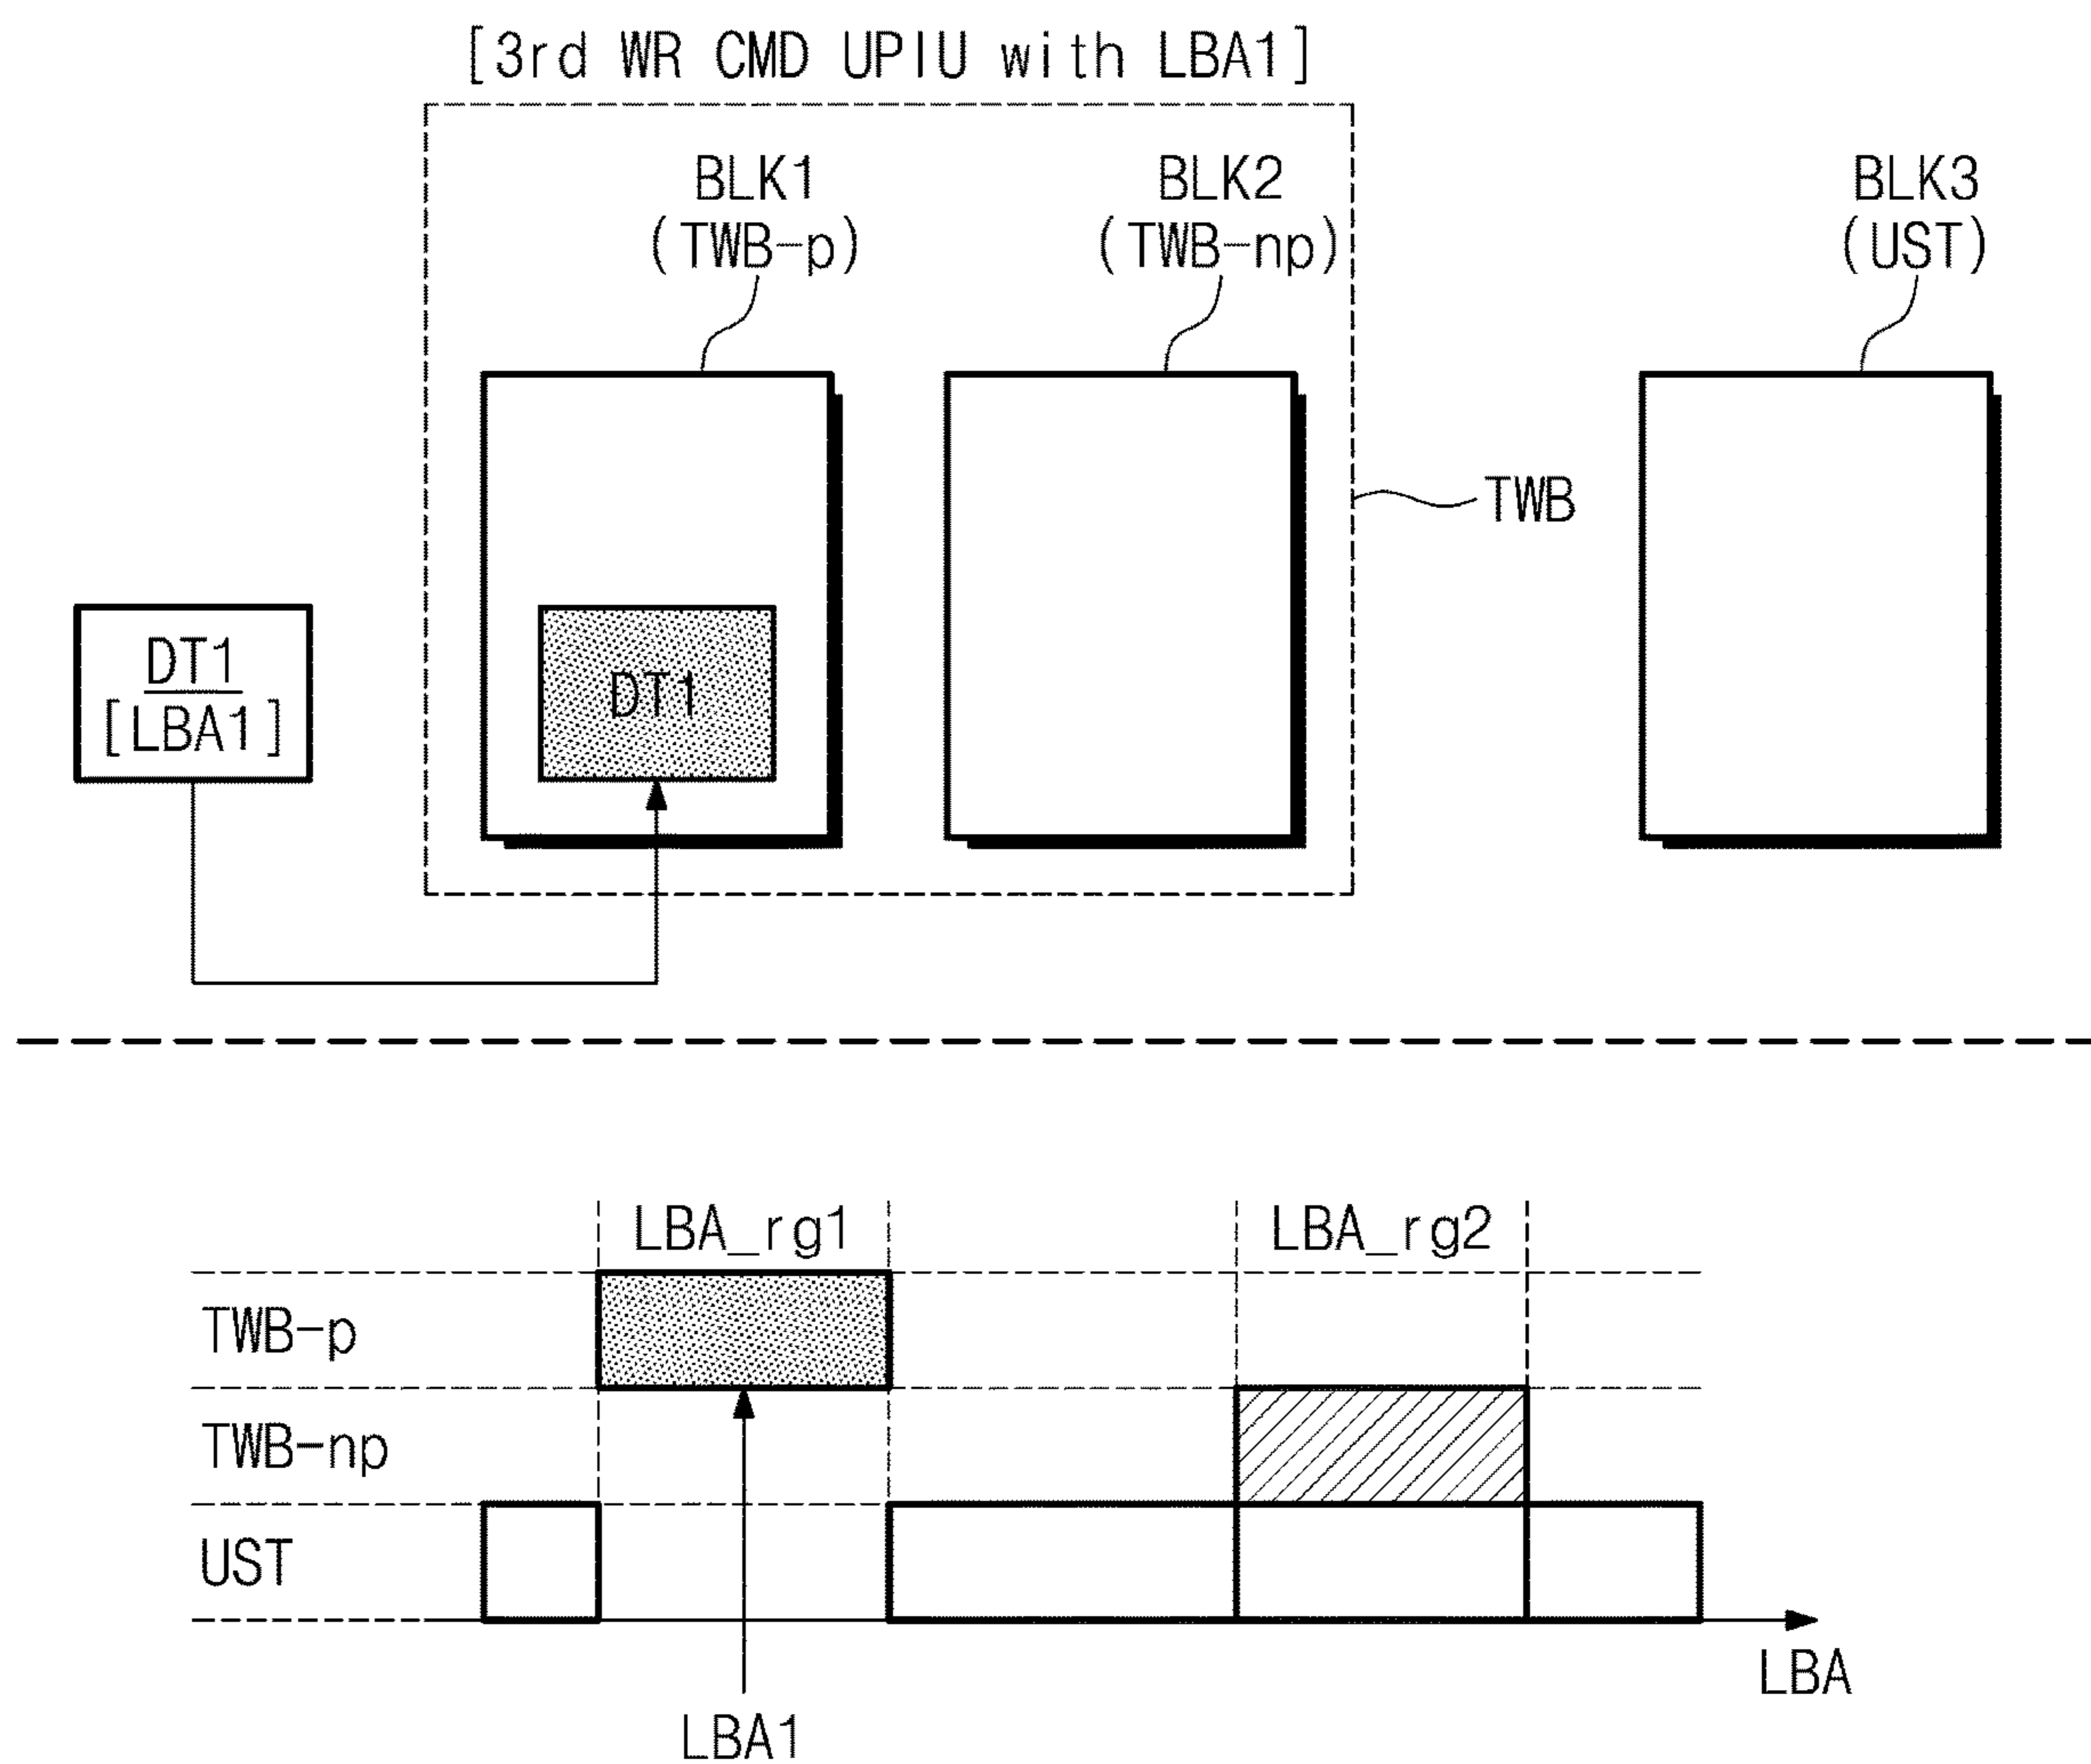 [3rd WR CMD UPIU with LBA1]
BLK1
(TWB-p)
BLK2
(TWB-np)
BLK3
(UST)
TWB
DT1
[LBA1]
DT1
LBA_rg1
LBA_rg2
TWB-p
TWB-np
UST
LBA
LBA1